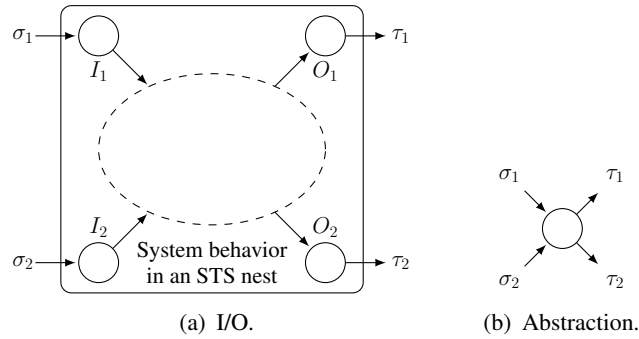 σ₁ τ₁
I₁ O₁
I₂ O₂
σ₂ System behavior τ₂
in an STS nest
σ₁ τ₁
σ₂ τ₂
(a) I/O.
(b) Abstraction.